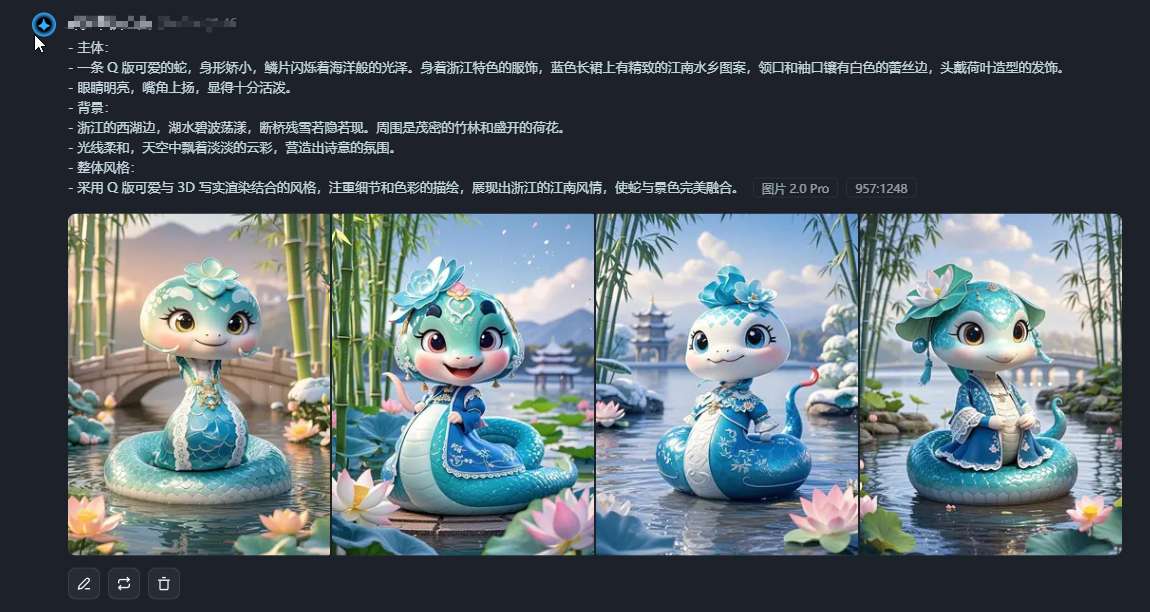 - 主体：
- 一条 Q 版可爱的蛇，身形娇小，鳞片闪烁着海洋般的光泽。身着浙江特色的服饰，蓝色长裙上有精致的江南水乡图案，领口和袖口镶有白色的蕾丝边，头戴荷叶造型的发饰。
- 眼睛明亮，嘴角上扬，显得十分活泼。
- 背景：
- 浙江的西湖边，湖水碧波荡漾，断桥残雪若隐若现。周围是茂密的竹林和盛开的荷花。
- 光线柔和，天空中飘着淡淡的云彩，营造出诗意的氛围。
- 整体风格：
- 采用 Q 版可爱与 3D 写实渲染结合的风格，注重细节和色彩的描绘，展现出浙江的江南风情，使蛇与景色完美融合。 图片 2.0 Pro 957:1248